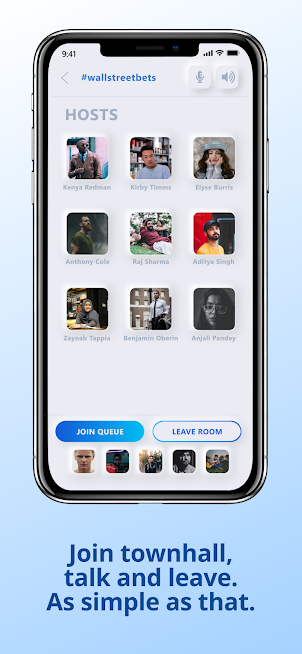 9:41
#wallstreetbets
HOSTS
Kenya Redman Kirby Timms Elyse Burris
Anthony Cole Raj Sharma Aditya Singh
Zaynab Tappia Benjamin Oberin Anjali Pandey
JOIN QUEUE LEAVE ROOM
Join townhall,
talk and leave.
As simple as that.